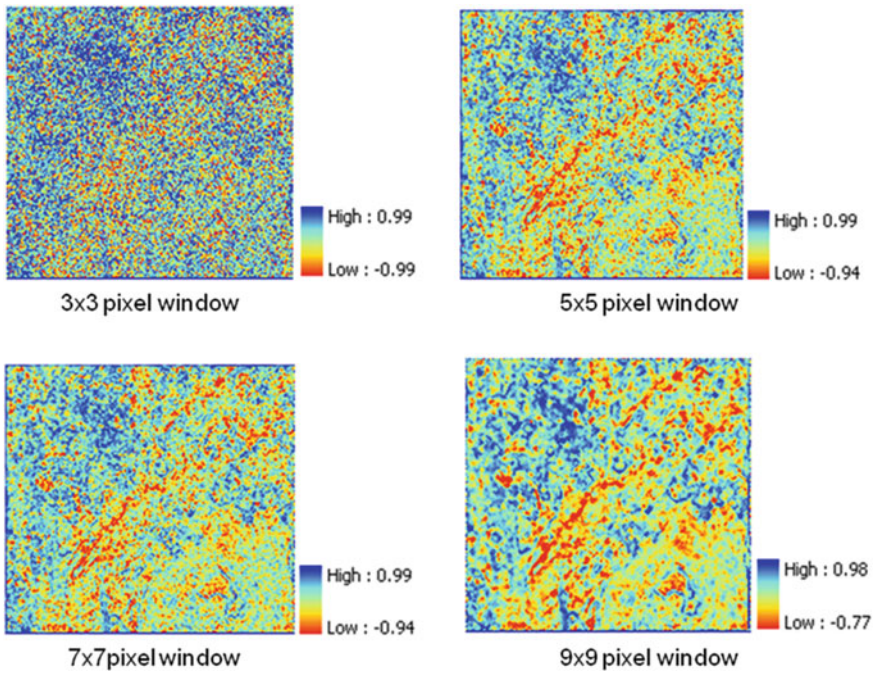 High : 0.99
Low : -0.99
3x3 pixel window
High : 0.99
Low : -0.94
5x5 pixel window
High : 0.99
Low : -0.94
7x7pixel window
High : 0.98
Low : -0.77
9x9 pixel window